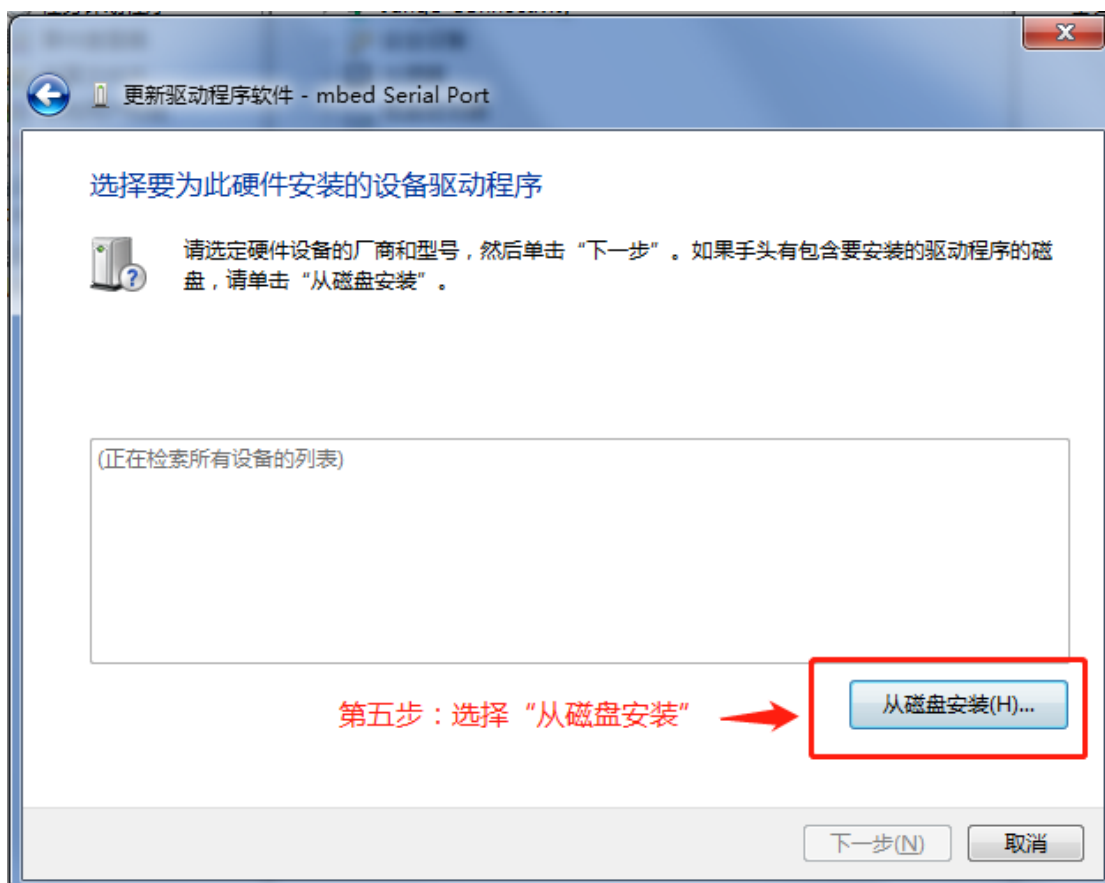 更新驱动程序软件 - mbed Serial Port
选择要为此硬件安装的设备驱动程序
请选定硬件设备的厂商和型号，然后单击“下一步”。如果手头有包含要安装的驱动程序的磁
盘，请单击“从磁盘安装”。
(正在检索所有设备的列表)
第五步：选择“从磁盘安装”
从磁盘安装(H)...
下一步(N)
取消